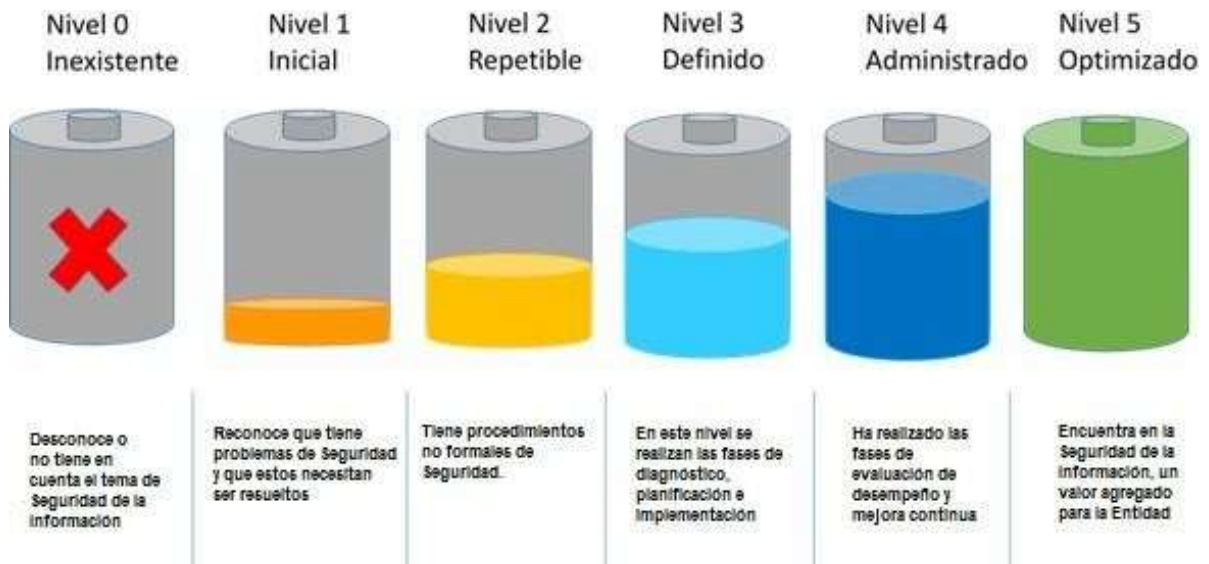 Nivel 0
Inexistente
Nivel 1
Inicial
Nivel 2
Repetible
Nivel 3
Definido
Nivel 4
Administrado
Nivel 5
Optimizado
Desconoce o
no tiene en
cuenta el tema de
Seguridad de la
información
Reconoce que tiene
problemas de Seguridad
y que estos necesitan
ser resueltos
Tiene procedimientos
no formales de
Seguridad.
En este nivel se
realizan las fases de
diagnóstico,
planificación e
implementación
Ha realizado las
fases de
evaluación de
desempeño y
mejora continua
Encuentra en la
Seguridad de la
información, un
valor agregado
para la Entidad